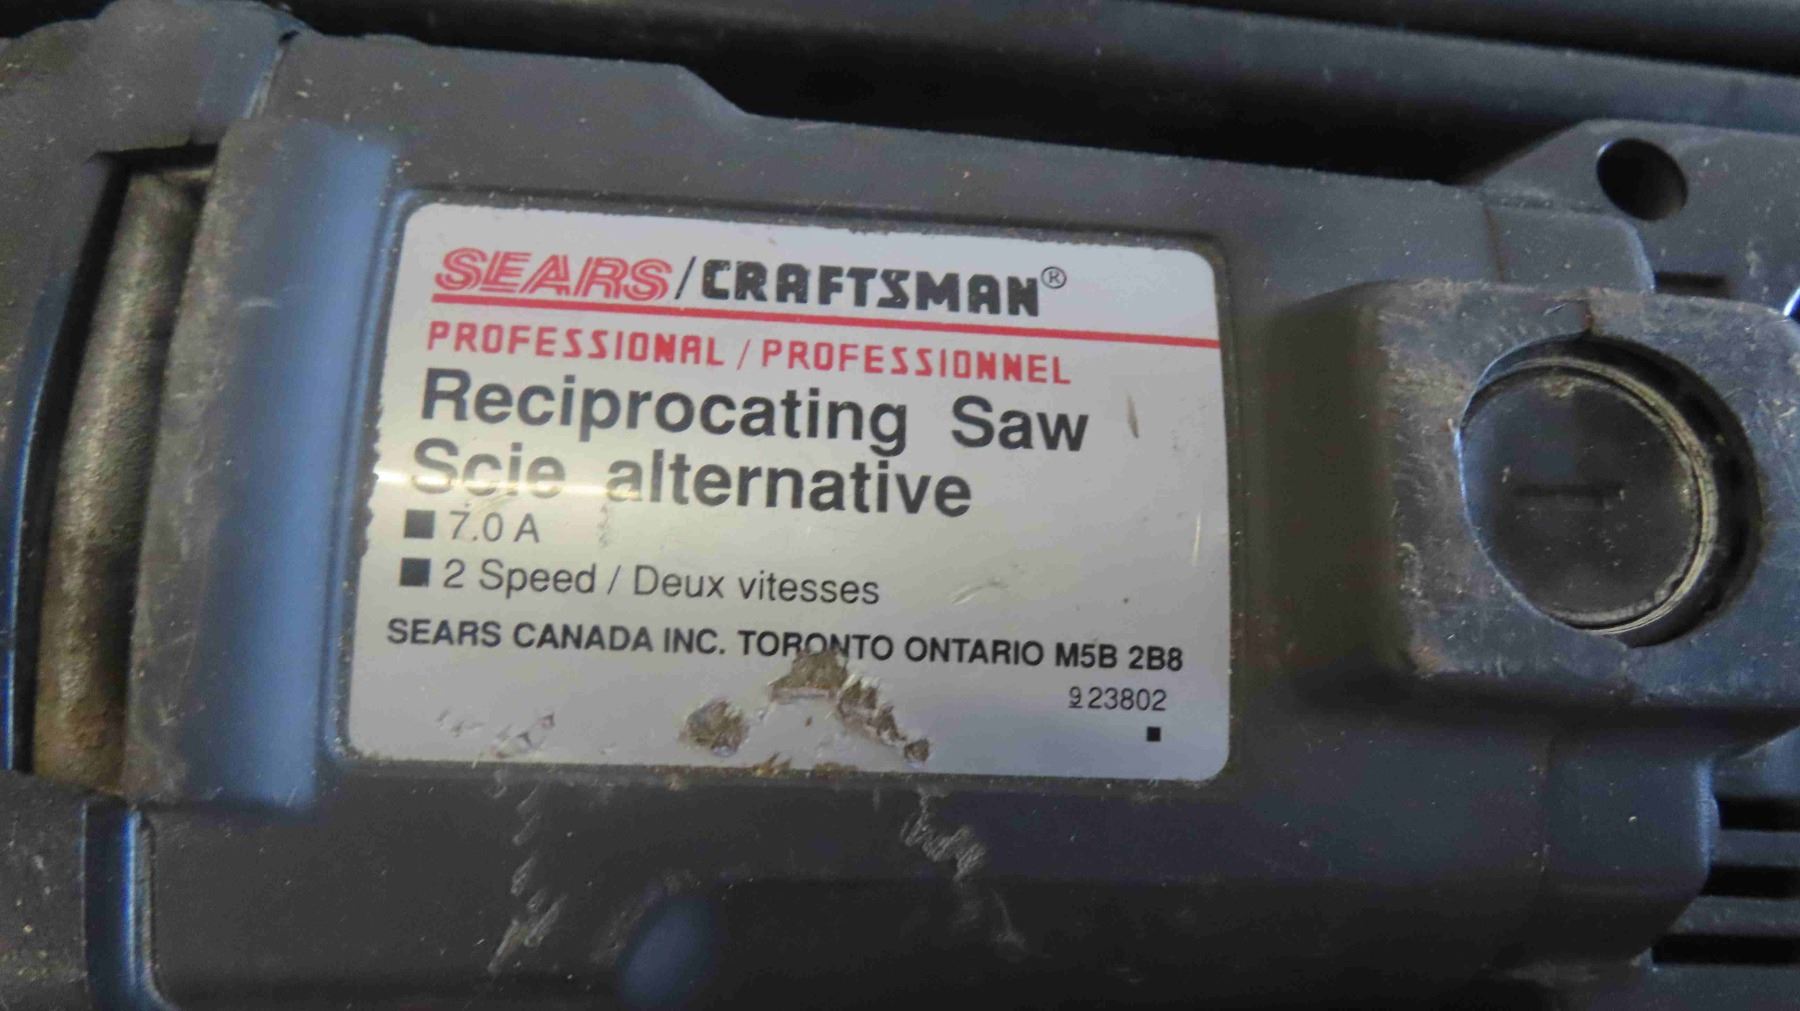 SEARS/CRAFTSMAN®
PROFESSIONAL / PROFESSIONNEL
Reciprocating Saw
Scie alternative
■ 7.0 A
■ 2 Speed / Deux vitesses
SEARS CANADA INC. TORONTO ONTARIO M5B 2B8
923802